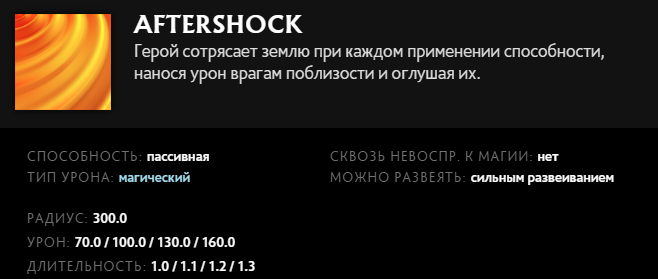 AFTERSHOCK
Герой сотрясает землю при каждом применении способности,
нанося урон врагам поблизости и оглушая их.
СПОСОБНОСТЬ: пассивная
СКВОЗЬ НЕВОСПР. К МАГИИ: нет
ТИП УРОНА: магический
МОЖНО РАЗВЕЯТЬ: сильным развеиванием
РАДИУС: 300.0
УРОН: 70.0 / 100.0 / 130.0 / 160.0
ДЛИТЕЛЬНОСТЬ: 1.0 / 1.1 / 1.2 / 1.3